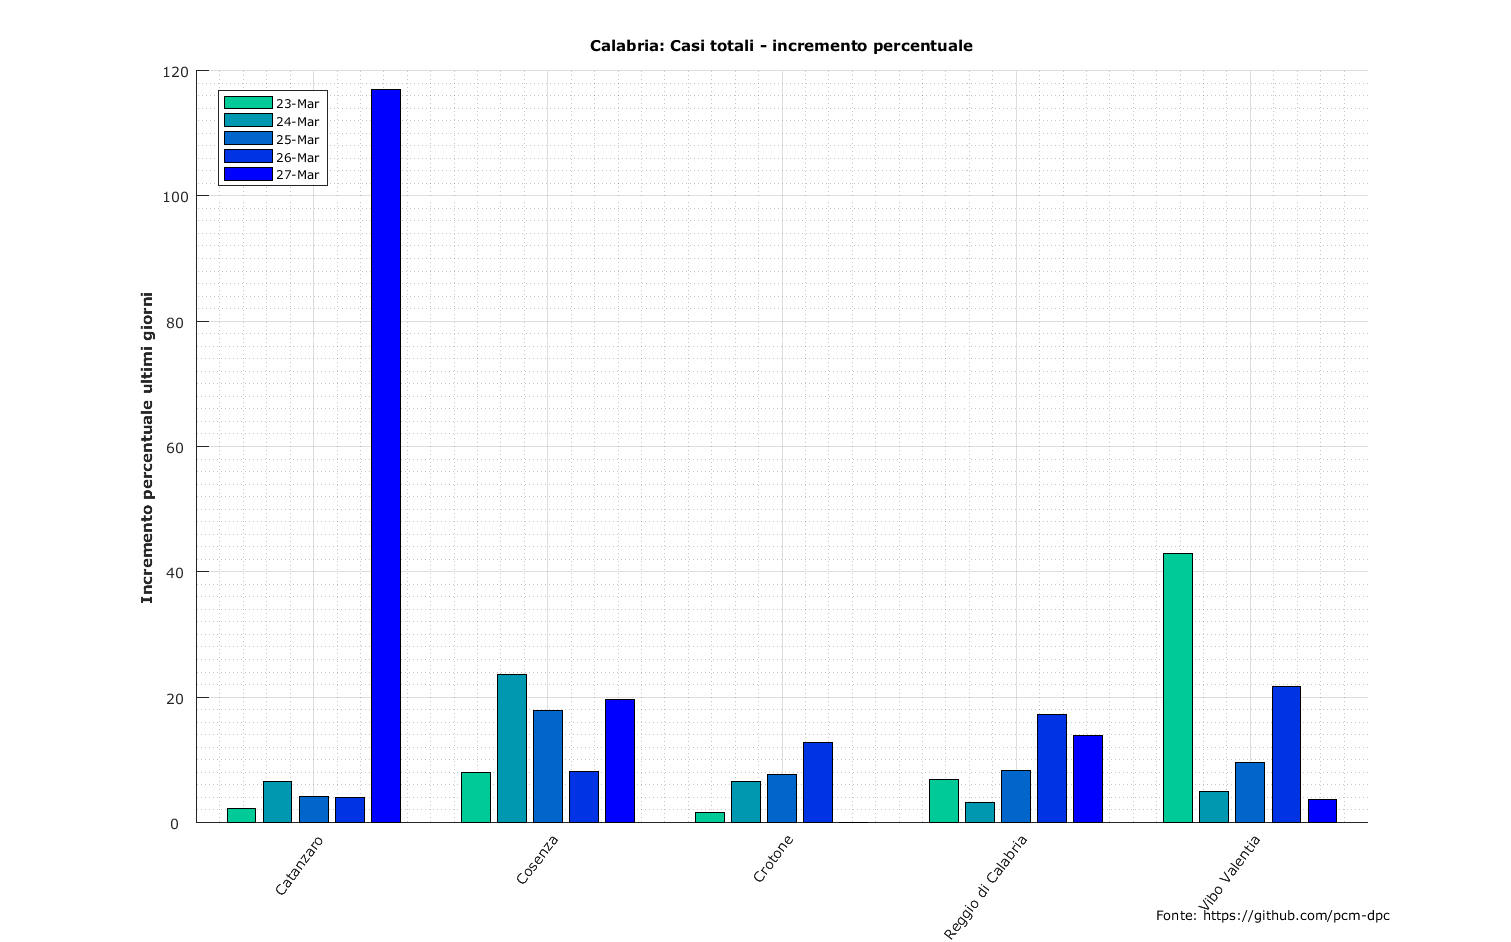 Calabria: Casi totali - incremento percentuale
120
100
80
60
40
20
0
Incremento percentuale ultimi giorni
23-Mar
24-Mar
25-Mar
26-Mar
27-Mar
Catanzaro
Cosenza
Crotone
Reggio di Calabria
Vibo Valentia
Fonte: https://github.com/pcm-dpc